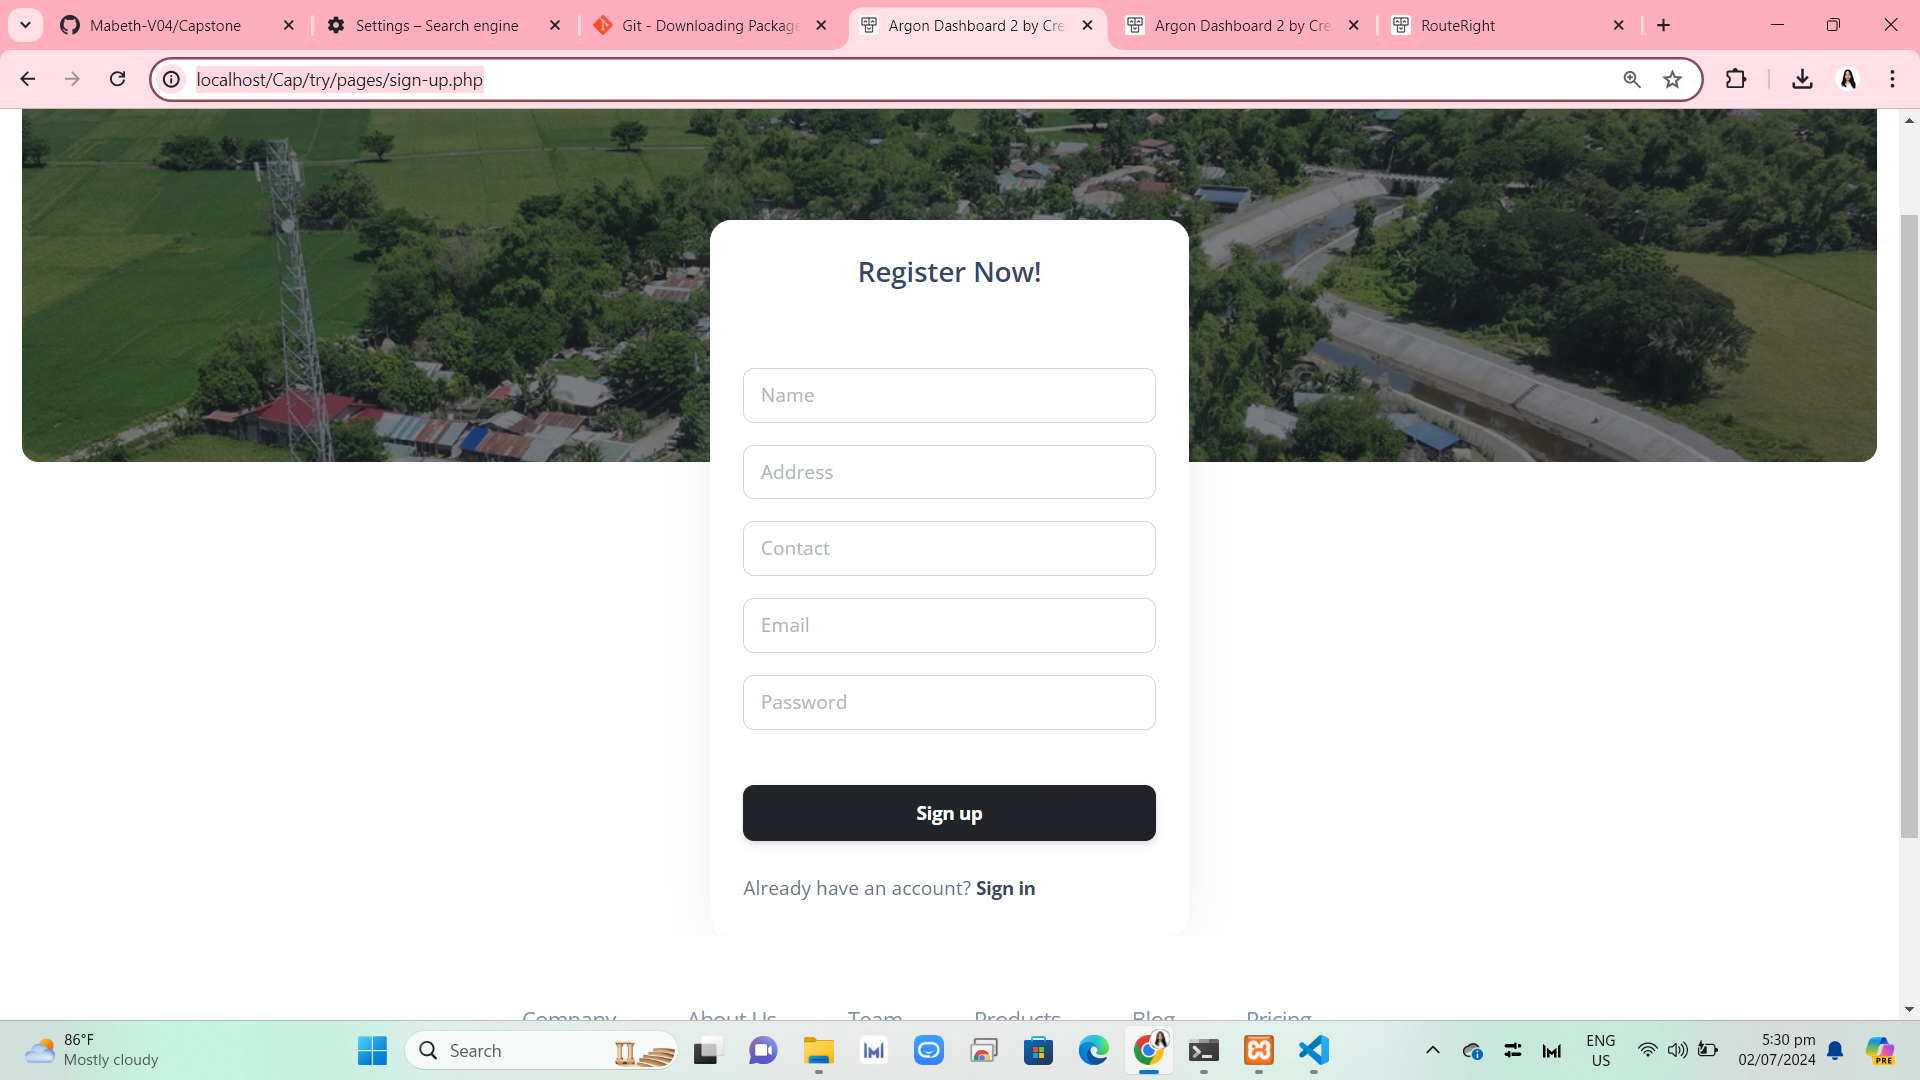 Mabeth-V04/Capstone
Settings – Search engine
Git - Downloading Package
Argon Dashboard 2 by Cre
Argon Dashboard 2 by Cre
RouteRight
localhost/Cap/try/pages/sign-up.php
Register Now!
Name
Address
Contact
Email
Password
Sign up
Already have an account? Sign in
Company About Us Team Products Blog Pricing
86°F
Mostly cloudy
Search
ENG
US
5:30 pm
02/07/2024
PRE